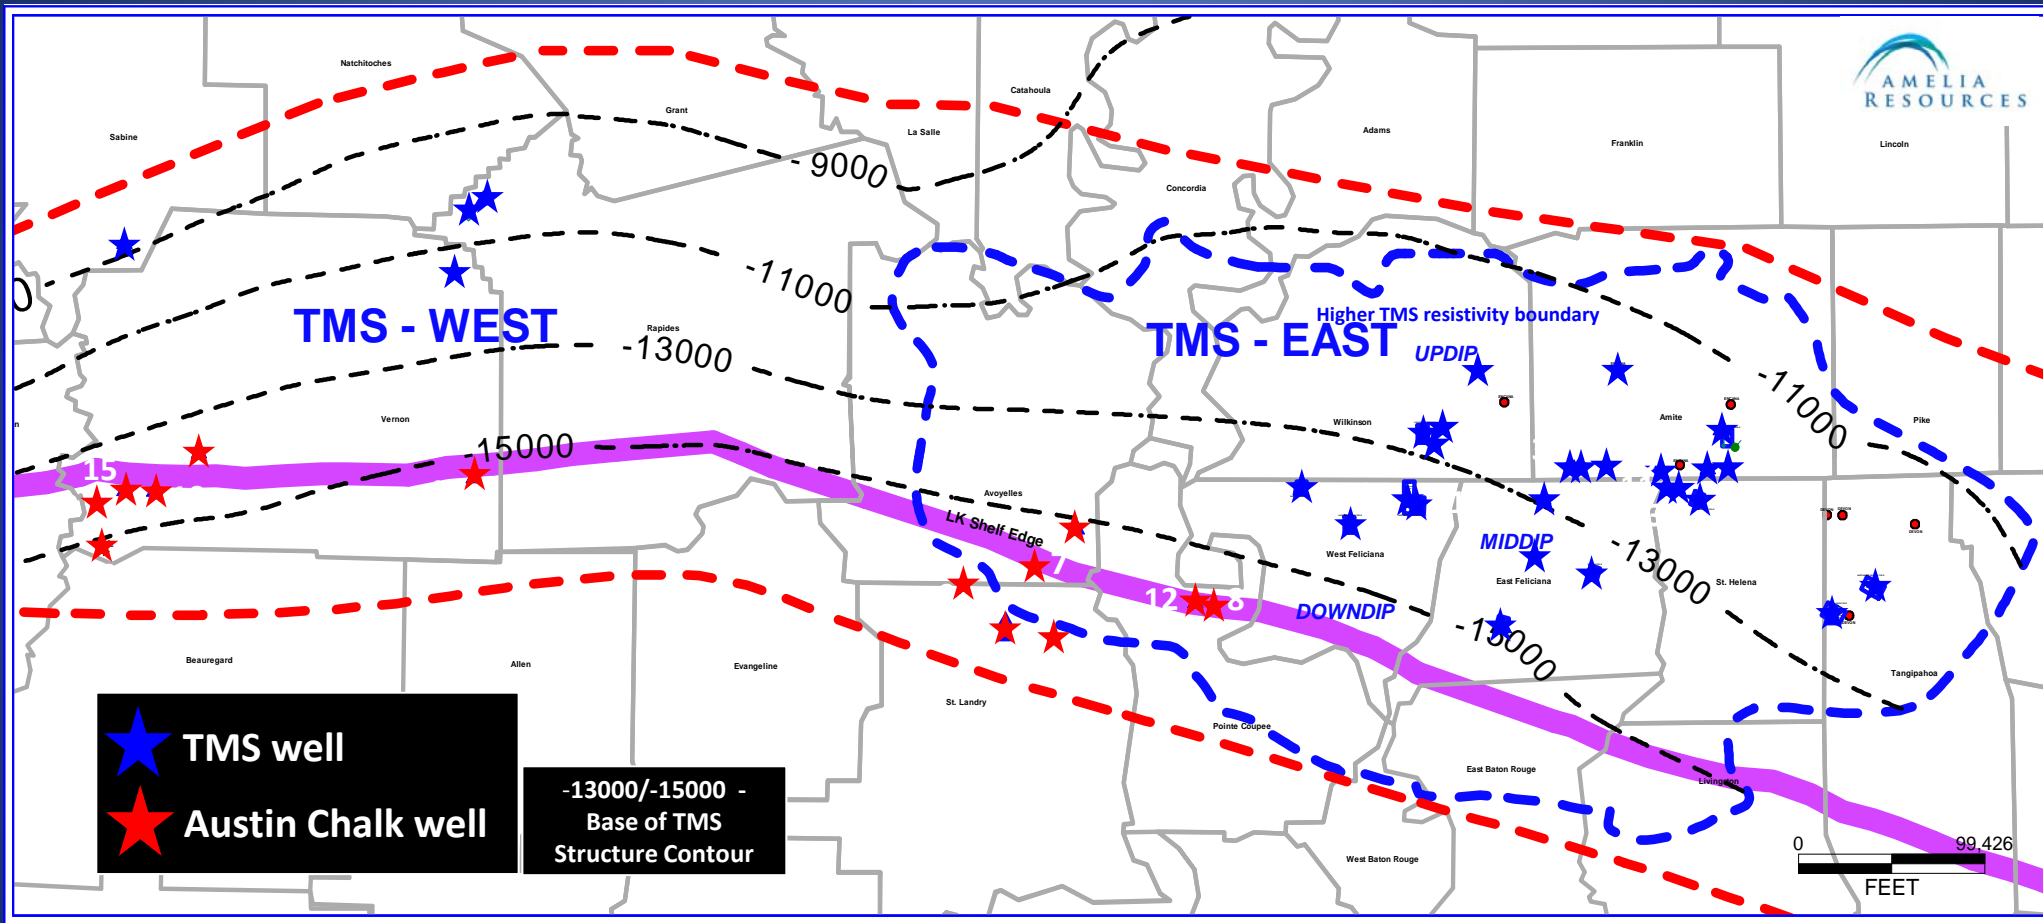 AMELIA
RESOURCES
Natchitoches
Sabine
Grant
La Salle
Catahoula
Adams
Franklin
Lincoln
Concordia
- 9000
-11000
TMS - WEST
Rapides
-13000
Higher TMS resistivity boundary
TMS - EAST
UPDIP
-11000
Vernon
-15000
15
Wilkinson
Amite
Pike
Avoyelles
LK Shelf Edge
7
12
8
West Feliciana
MIDDIP
East Feliciana
-13000
St. Helena
DOWNDIP
-15000
DEVON
DEVON
DEVON
DEVON
Tangipahoa
Beauregard
Allen
Evangeline
St. Landry
Pointe Coupee
East Baton Rouge
Livingston
West Baton Rouge
TMS well
Austin Chalk well
-13000/-15000 -
Base of TMS
Structure Contour
0 99,426
FEET